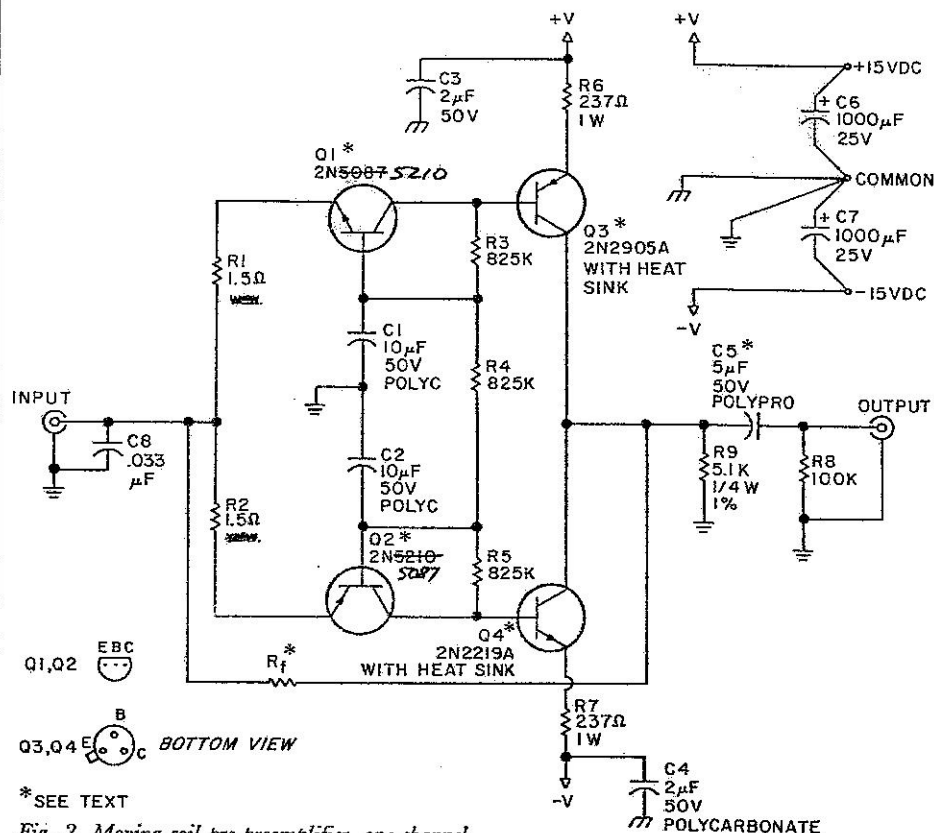 +V
C3
2μF
50V
R6
237Ω
1W
Q1*
2N5087 5210
Q3*
2N2905A
WITH HEAT
SINK
R3
825K
R1
1.5Ω
C1
10μF
50V
POLYC
R4
825K
INPUT
C8
.033
μF
C2
10μF
50V
POLYC
R2
1.5Ω
Q2*
2N5210
5087
R5
825K
Q4*
2N2219A
WITH HEAT SINK
Rf*
R7
237Ω
1W
-V
C4
2μF
50V
POLYCARBONATE
+V
+15VDC
+ C6
1000μF
25V
COMMON
+ C7
1000μF
25V
-15VDC
-V
C5*
5μF
50V
POLYPRO
OUTPUT
R9
5.1K
1/4W
1%
R8
100K
Q1,Q2
EBC
Q3,Q4
B
E
C
BOTTOM VIEW
*SEE TEXT
Fig. 2. Moving coil pre-preamplifier, one channel